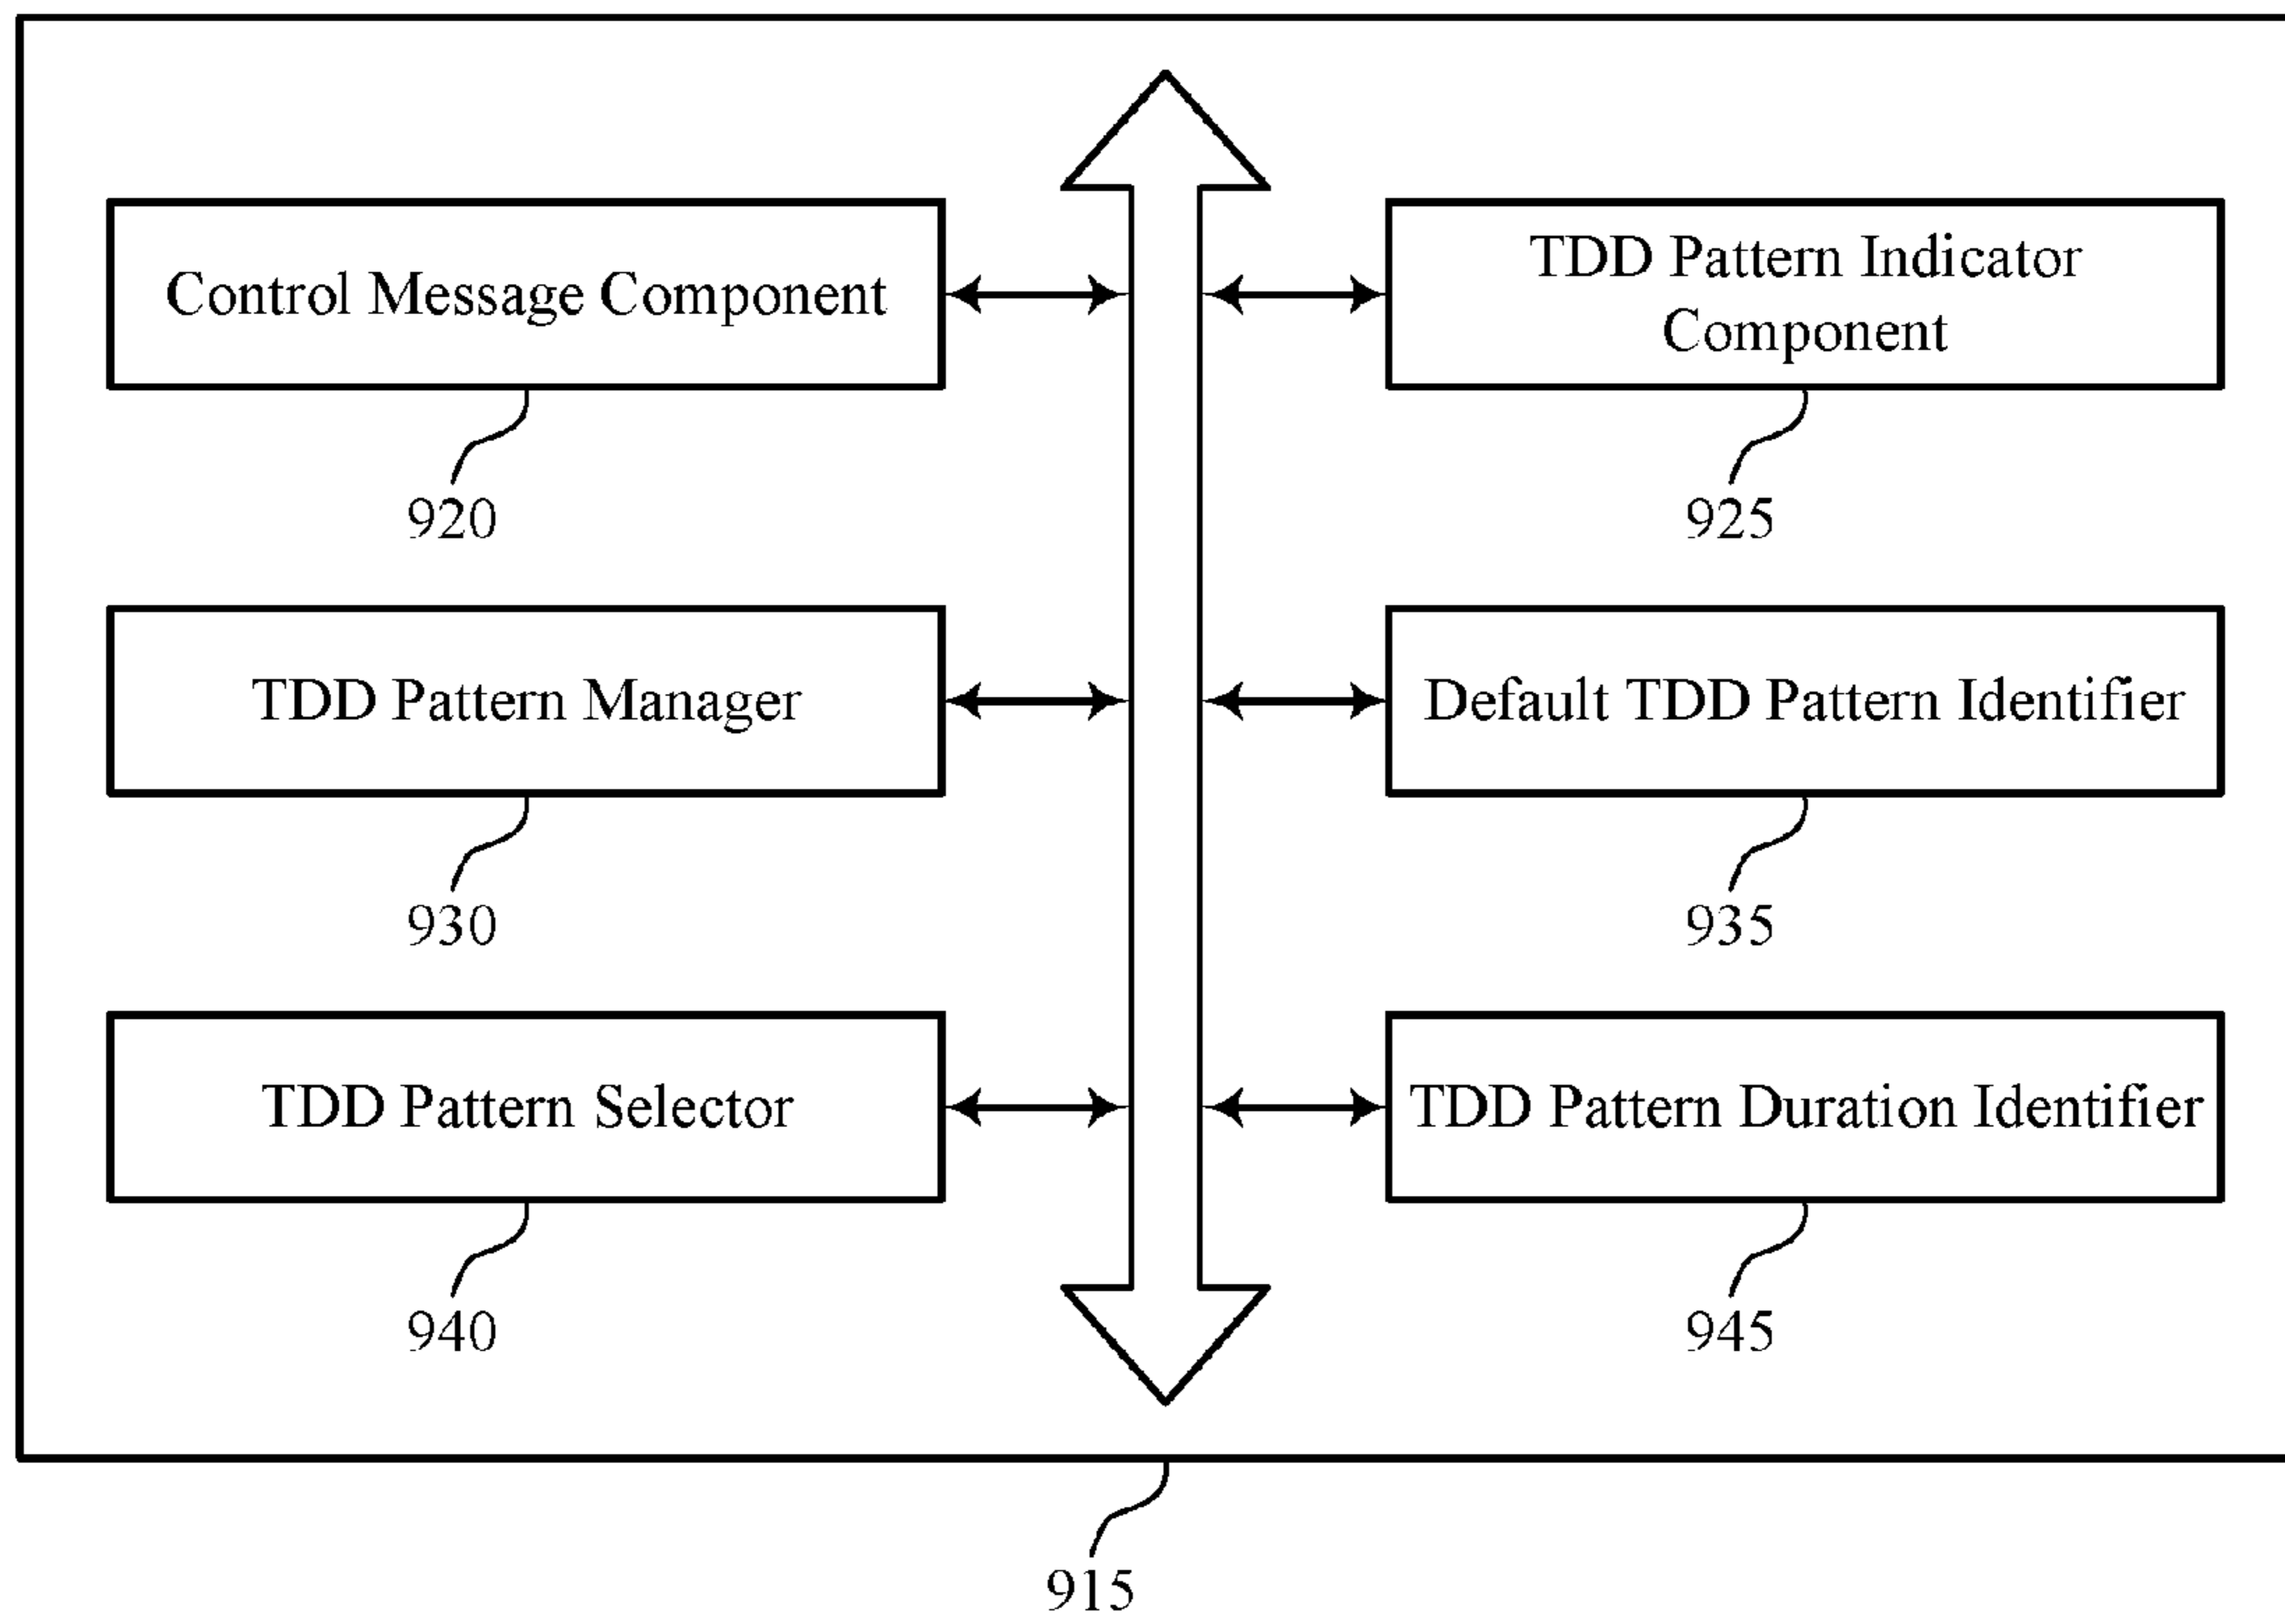 Control Message Component
920
TDD Pattern Indicator
Component
925
TDD Pattern Manager
930
Default TDD Pattern Identifier
935
TDD Pattern Selector
940
TDD Pattern Duration Identifier
945
915